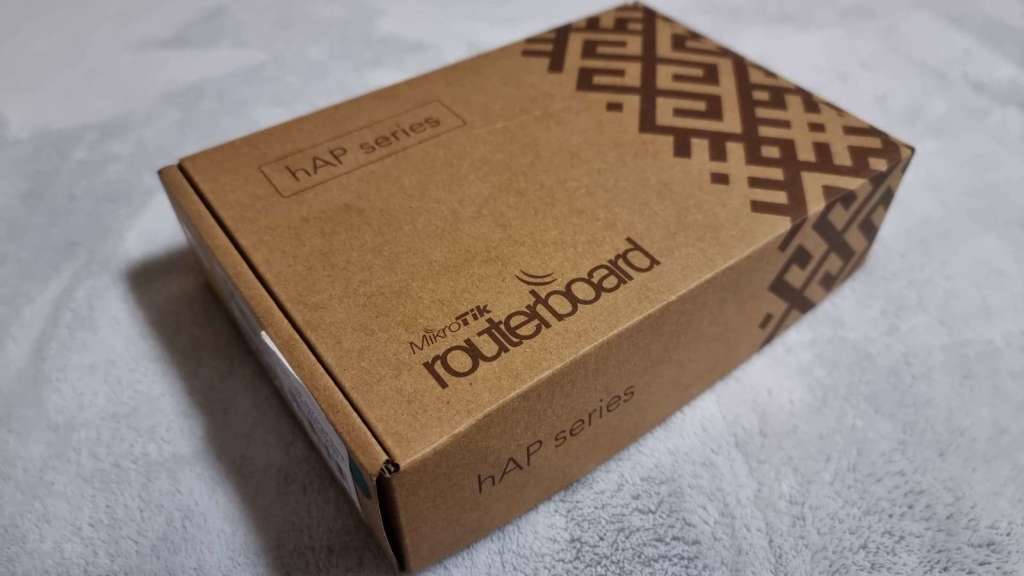 hAP series
MikroTik
routerboard
hAP series